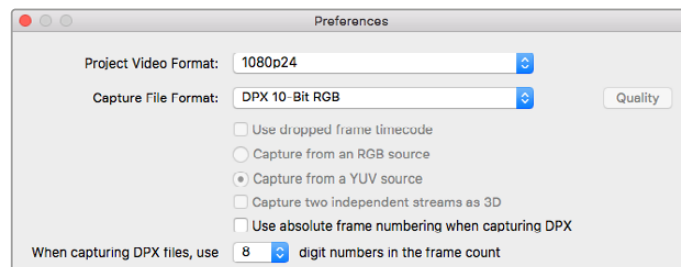 Preferences
Project Video Format: 1080p24
Capture File Format: DPX 10-Bit RGB Quality
Use dropped frame timecode
Capture from an RGB source
Capture from a YUV source
Capture two independent streams as 3D
Use absolute frame numbering when capturing DPX
When capturing DPX files, use 8 digit numbers in the frame count